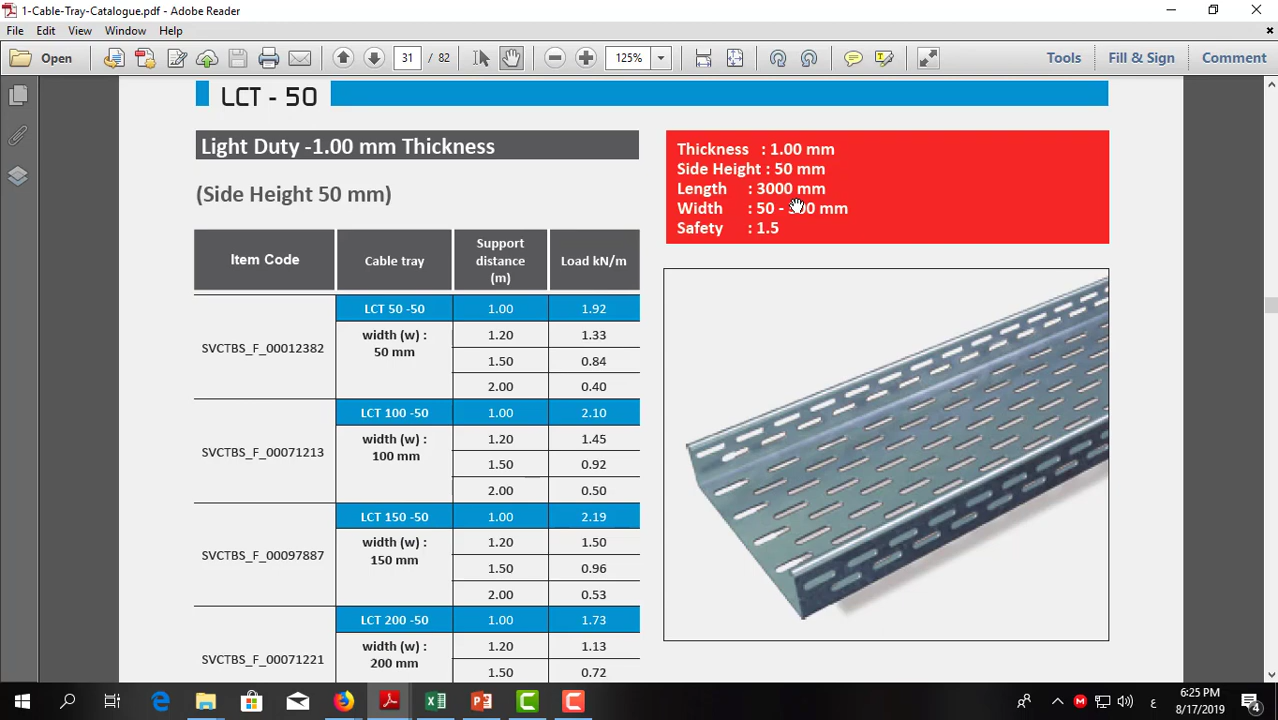 1-Cable-Tray-Catalogue.pdf - Adobe Reader
File Edit View Window Help
Open 31 / 82 125% Tools Fill & Sign Comment
LCT - 50
Light Duty -1.00 mm Thickness
(Side Height 50 mm)
Thickness : 1.00 mm
Side Height : 50 mm
Length : 3000 mm
Width : 50 - mm
Safety : 1.5
Item Code Cable tray Support distance (m) Load kN/m
LCT 50 -50 1.00 1.92
SVCTBS_F_00012382 width (w) : 50 mm 1.20 1.33
1.50 0.84
2.00 0.40
LCT 100 -50 1.00 2.10
SVCTBS_F_00071213 width (w) : 100 mm 1.20 1.45
1.50 0.92
2.00 0.50
LCT 150 -50 1.00 2.19
SVCTBS_F_00097887 width (w) : 150 mm 1.20 1.50
1.50 0.96
2.00 0.53
LCT 200 -50 1.00 1.73
SVCTBS_F_00071221 width (w) : 200 mm 1.20 1.13
1.50 0.72
ع 6:25 PM
8/17/2019 4